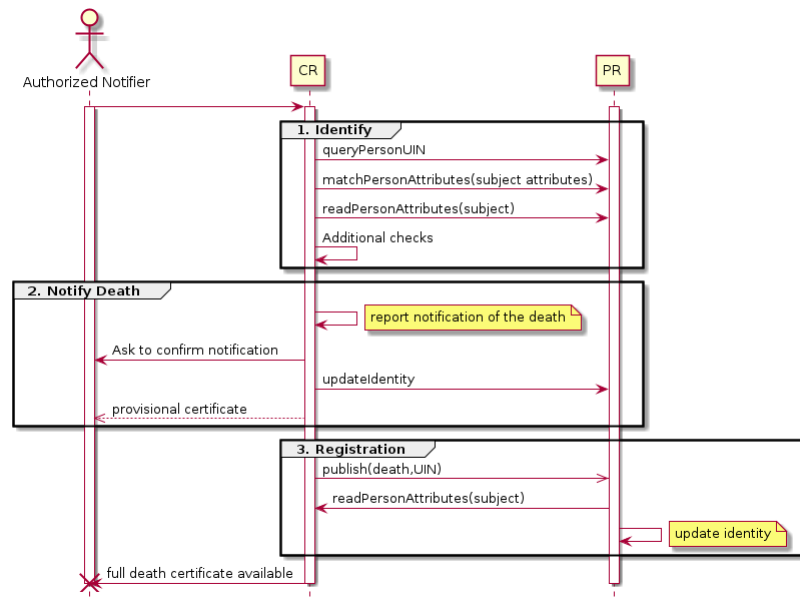 Authorized Notifier
CR
PR
1. Identify
queryPersonUIN
matchPersonAttributes(subject attributes)
readPersonAttributes(subject)
Additional checks
2. Notify Death
report notification of the death
Ask to confirm notification
updateIdentity
provisional certificate
3. Registration
publish(death,UIN)
readPersonAttributes(subject)
update identity
full death certificate available